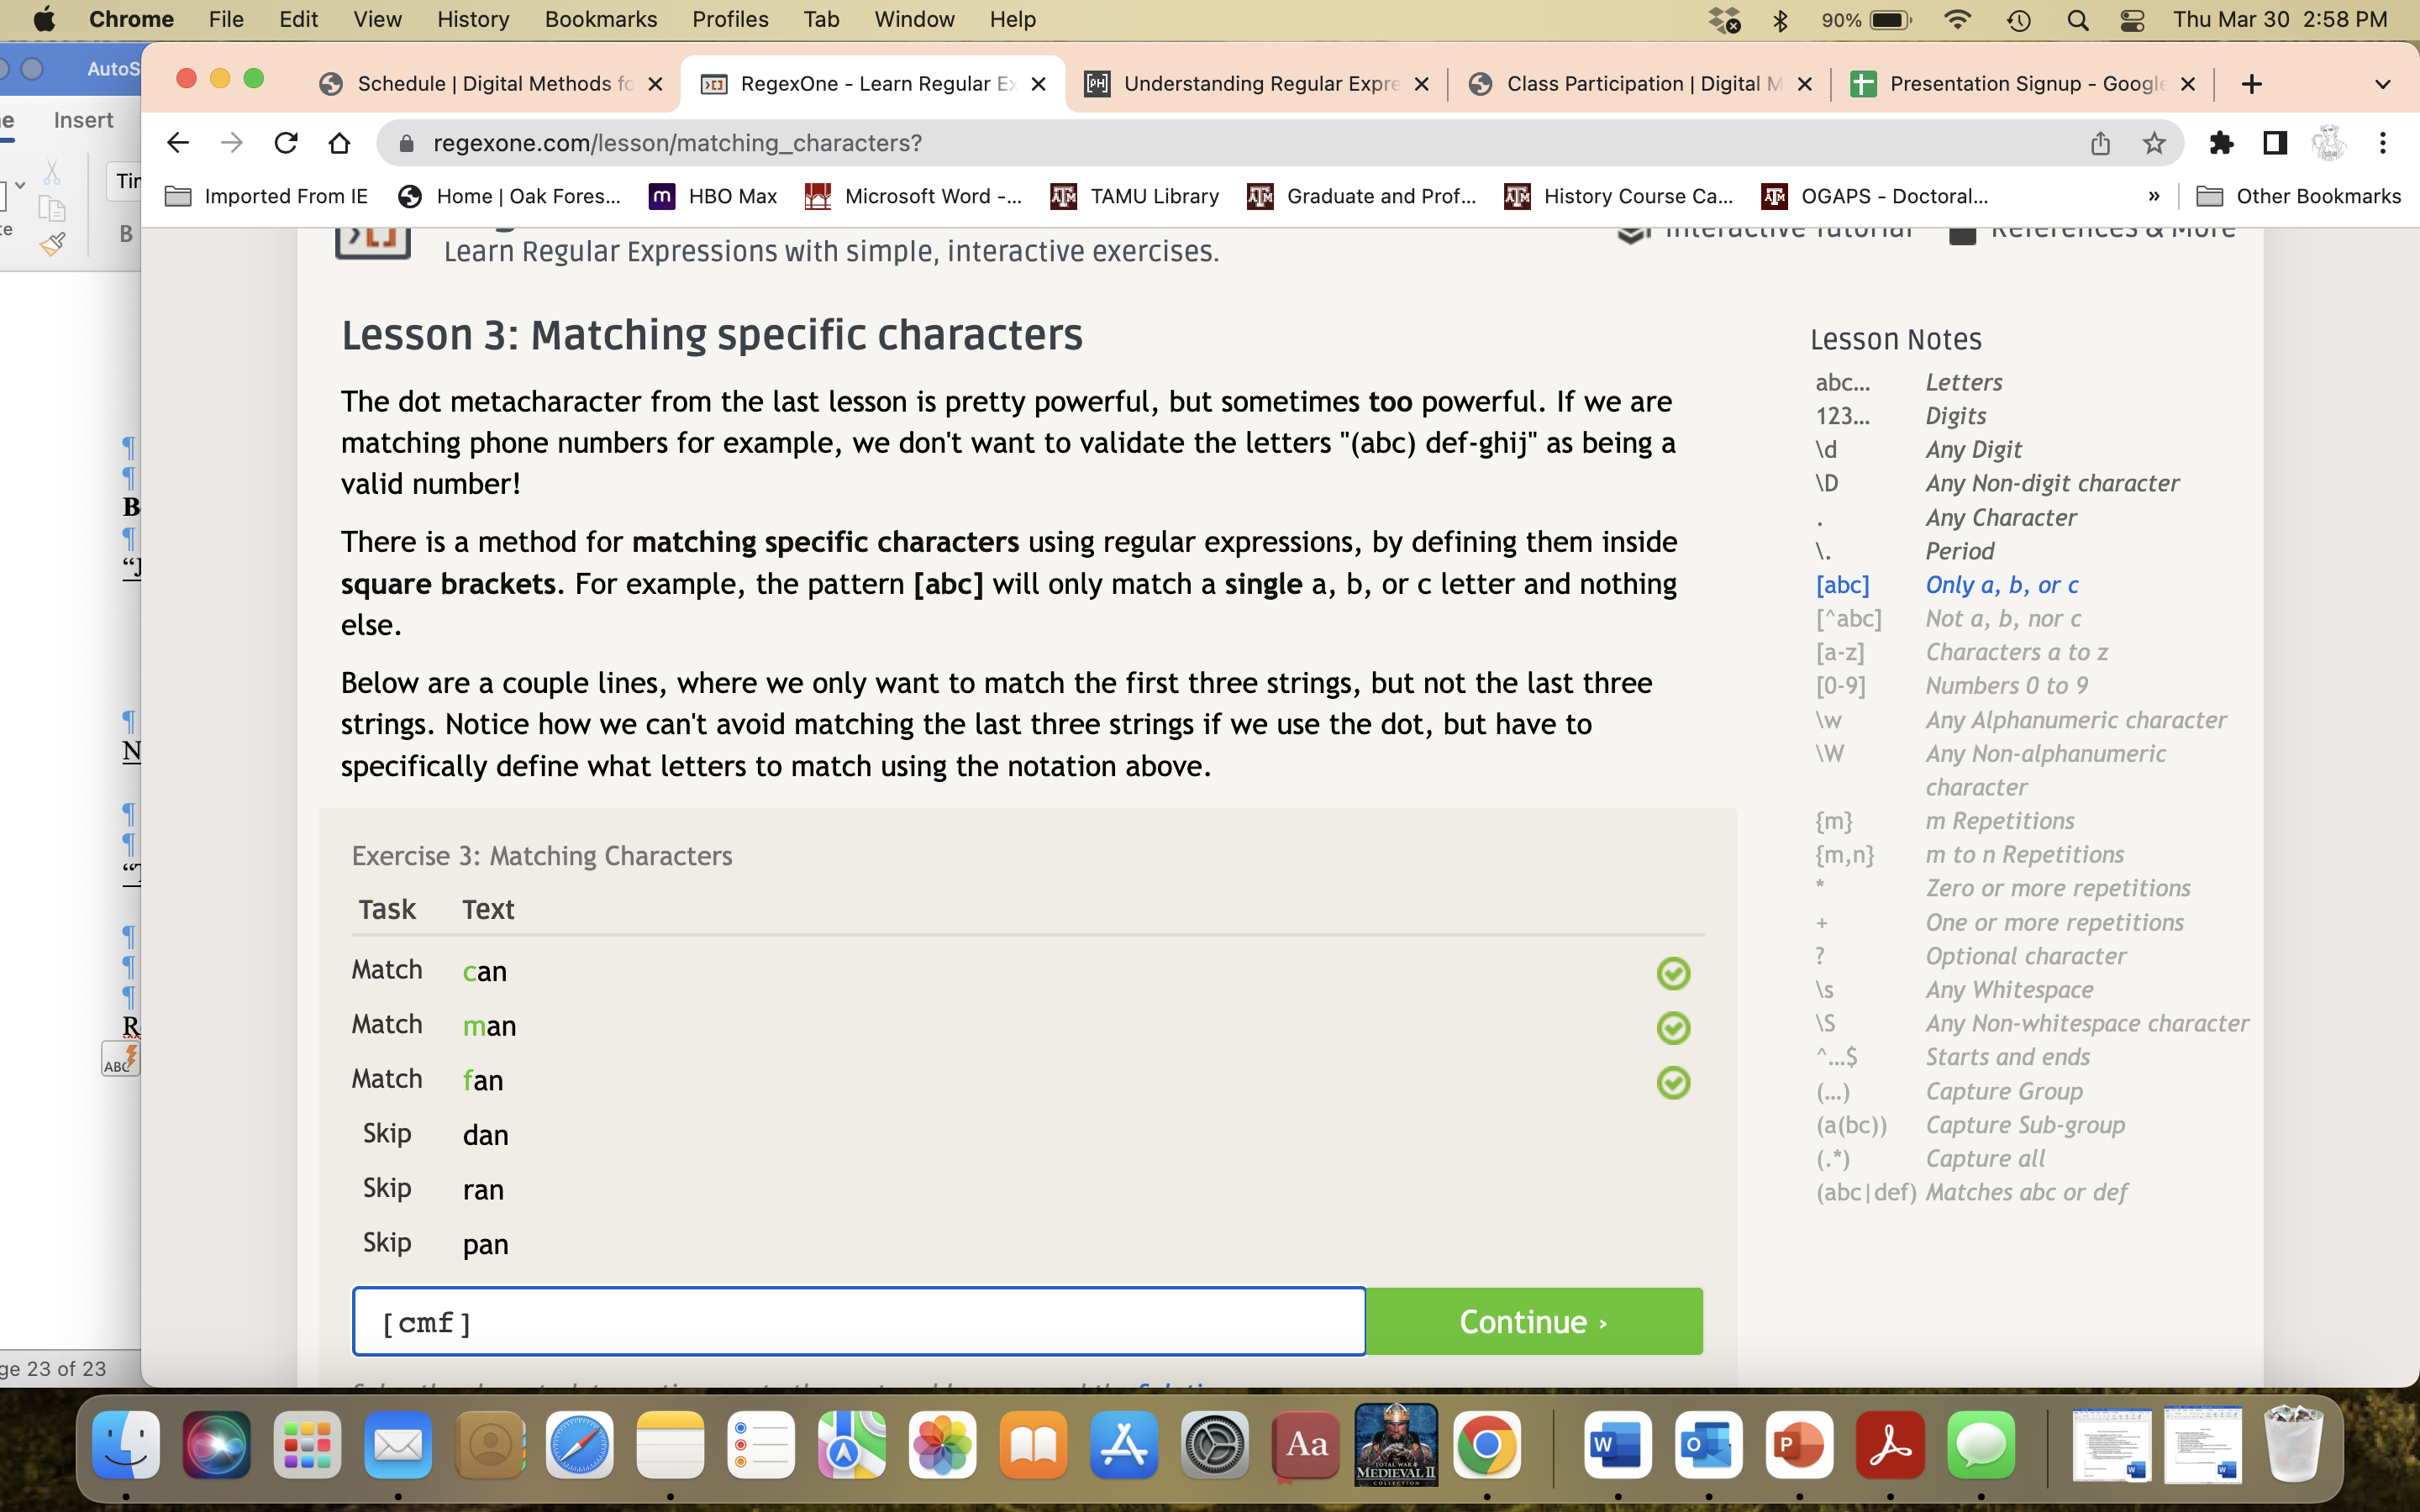 Chrome File Edit View History Bookmarks Profiles Tab Window Help 90% Thu Mar 30 2:58 PM
AutoS
Schedule | Digital Methods fo RegexOne - Learn Regular Ex Understanding Regular Expre Class Participation | Digital M Presentation Signup - Google
Insert
regexone.com/lesson/matching_characters?
Imported From IE Home | Oak Fores... HBO Max Microsoft Word -... TAMU Library Graduate and Prof... History Course Ca... OGAPS - Doctoral... » Other Bookmarks
Interactive Tutorial References & More
Learn Regular Expressions with simple, interactive exercises.
Lesson 3: Matching specific characters
The dot metacharacter from the last lesson is pretty powerful, but sometimes too powerful. If we are
matching phone numbers for example, we don't want to validate the letters "(abc) def-ghij" as being a
valid number!
There is a method for matching specific characters using regular expressions, by defining them inside
square brackets. For example, the pattern [abc] will only match a single a, b, or c letter and nothing
else.
Below are a couple lines, where we only want to match the first three strings, but not the last three
strings. Notice how we can't avoid matching the last three strings if we use the dot, but have to
specifically define what letters to match using the notation above.
Exercise 3: Matching Characters
Task Text
Match can
Match man
Match fan
Skip dan
Skip ran
Skip pan
[cmf]
Continue ›
Lesson Notes
abc... Letters
123... Digits
\d Any Digit
\D Any Non-digit character
. Any Character
\. Period
[abc] Only a, b, or c
[^abc] Not a, b, nor c
[a-z] Characters a to z
[0-9] Numbers 0 to 9
\w Any Alphanumeric character
\W Any Non-alphanumeric
character
{m} m Repetitions
{m,n} m to n Repetitions
* Zero or more repetitions
+ One or more repetitions
? Optional character
\s Any Whitespace
\S Any Non-whitespace character
^...$ Starts and ends
(...) Capture Group
(a(bc)) Capture Sub-group
(.*) Capture all
(abc|def) Matches abc or def
ABC
ge 23 of 23
Aa
TOTAL WAR
MEDIEVAL II
COLLECTION
W
O
P